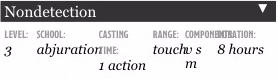 Nondetection ▼
LEVEL: SCHOOL: CASTING TIME: RANGE: COMPONENTS: DURATION:
3 abjuration 1 action touch v s m 8 hours